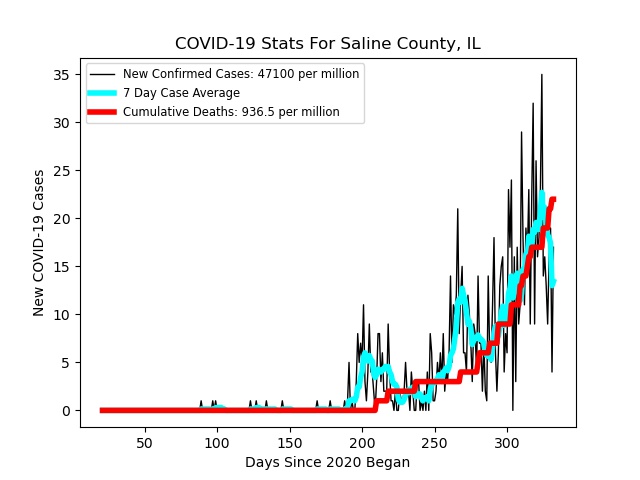 COVID-19 Stats For Saline County, IL
New Confirmed Cases: 47100 per million
7 Day Case Average
Cumulative Deaths: 936.5 per million
New COVID-19 Cases
35
30
25
20
15
10
5
0
50 100 150 200 250 300
Days Since 2020 Began